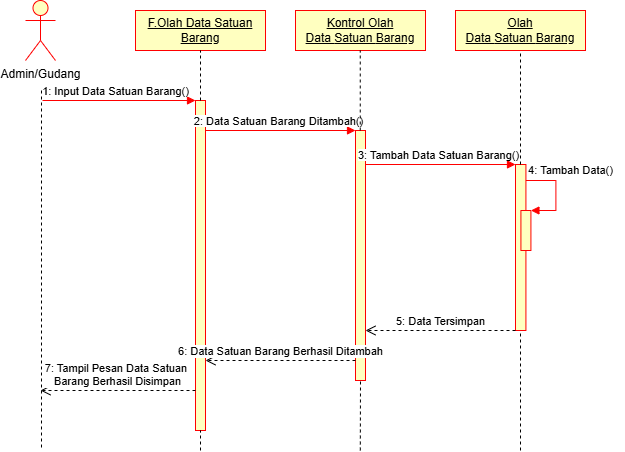 F.Olah Data Satuan
Barang
Kontrol Olah
Data Satuan Barang
Olah
Data Satuan Barang
Admin/Gudang
1: Input Data Satuan Barang()
2: Data Satuan Barang Ditambah()
3: Tambah Data Satuan Barang()
4: Tambah Data()
5: Data Tersimpan
6: Data Satuan Barang Berhasil Ditambah
7: Tampil Pesan Data Satuan
Barang Berhasil Disimpan